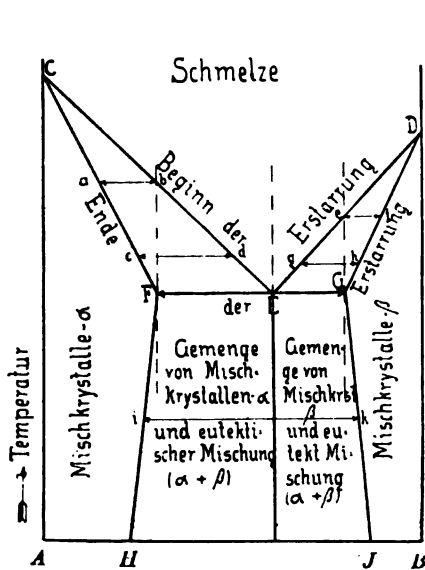 C
Schmelze
D
a
b
Beginn der
Ende
c
d
Erstarrung
e
f
g
h
Erstarrung
F
E
G
der
Temperatur
Mischkrystalle-α
Gemenge
von Misch-
krystallen-α
und eutekti-
scher Mischung
(α + β)
Gemen-
ge von
Mischkrst
β
und eu-
tekt Mi-
schung
(α + β)
Mischkrystalle-β
i
k
A
H
J
B